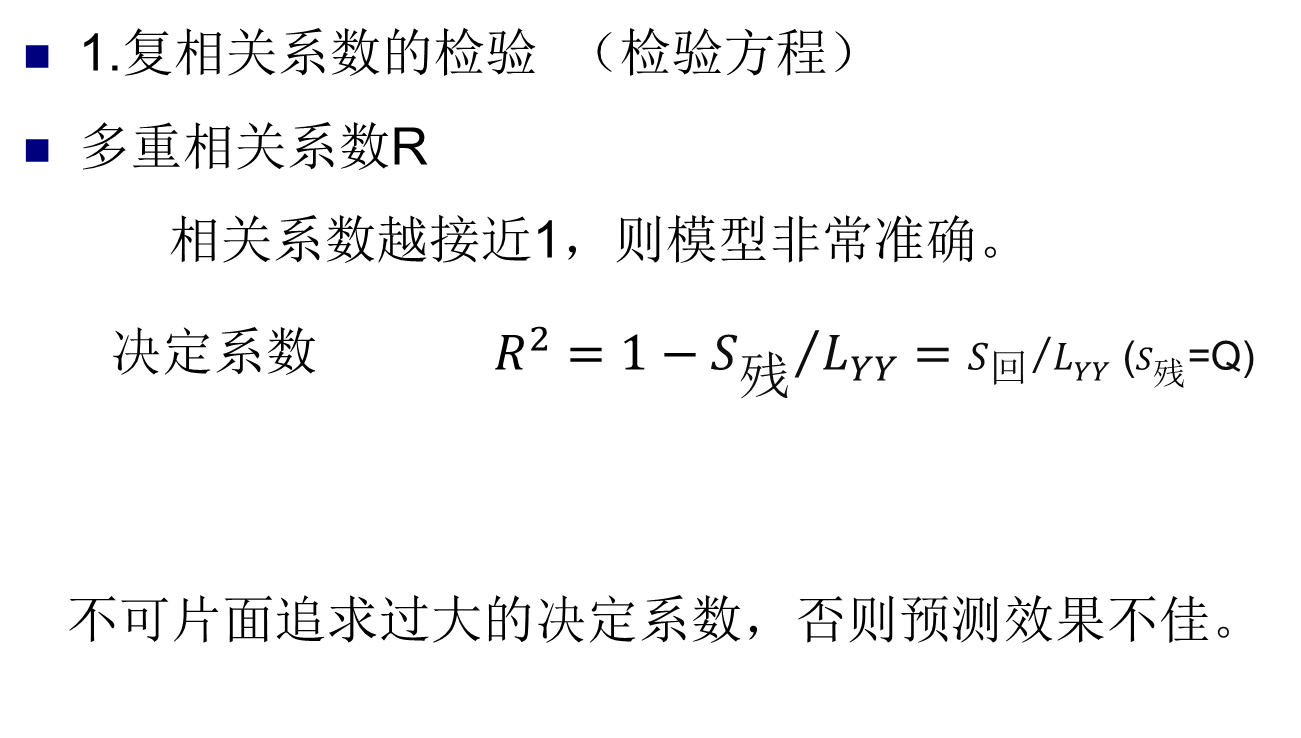 ■ 1.复相关系数的检验 （检验方程）
■ 多重相关系数R
相关系数越接近1，则模型非常准确。
决定系数 R² = 1 − S残/L_YY = S回/L_YY (S残=Q)
不可片面追求过大的决定系数，否则预测效果不佳。